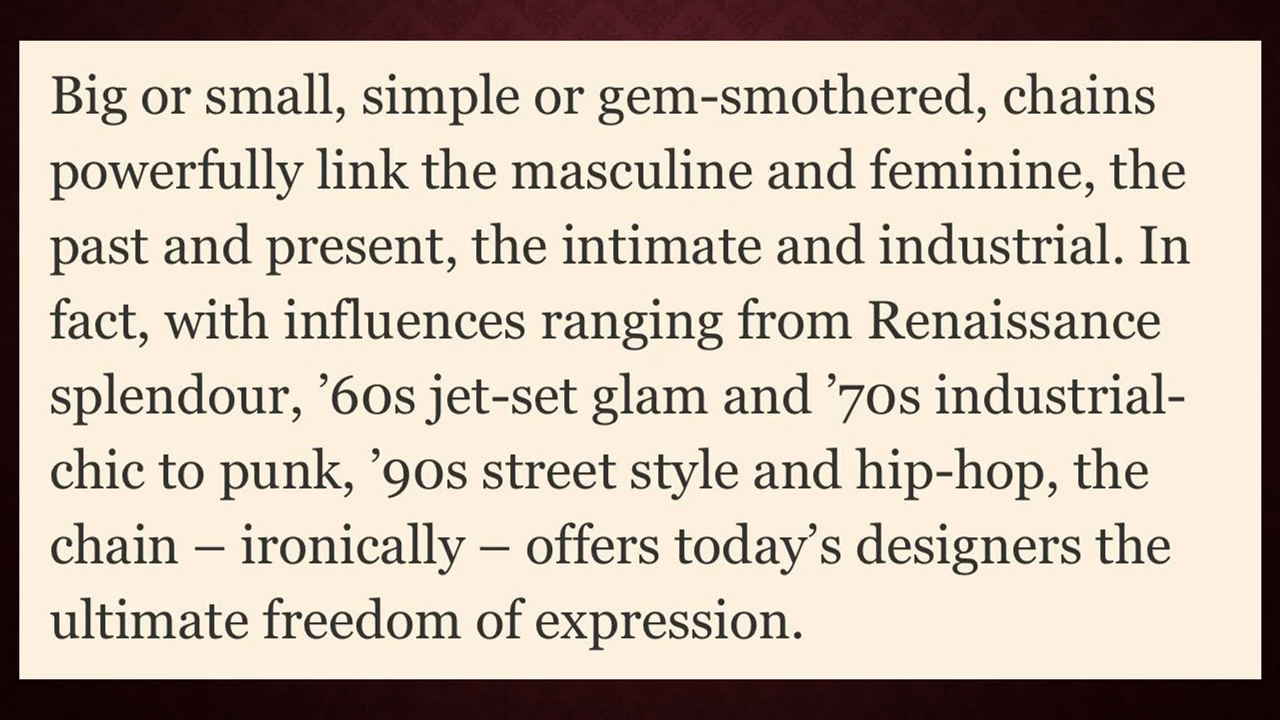 Big or small, simple or gem-smothered, chains
powerfully link the masculine and feminine, the
past and present, the intimate and industrial. In
fact, with influences ranging from Renaissance
splendour, ’60s jet-set glam and ’70s industrial-
chic to punk, ’90s street style and hip-hop, the
chain – ironically – offers today’s designers the
ultimate freedom of expression.